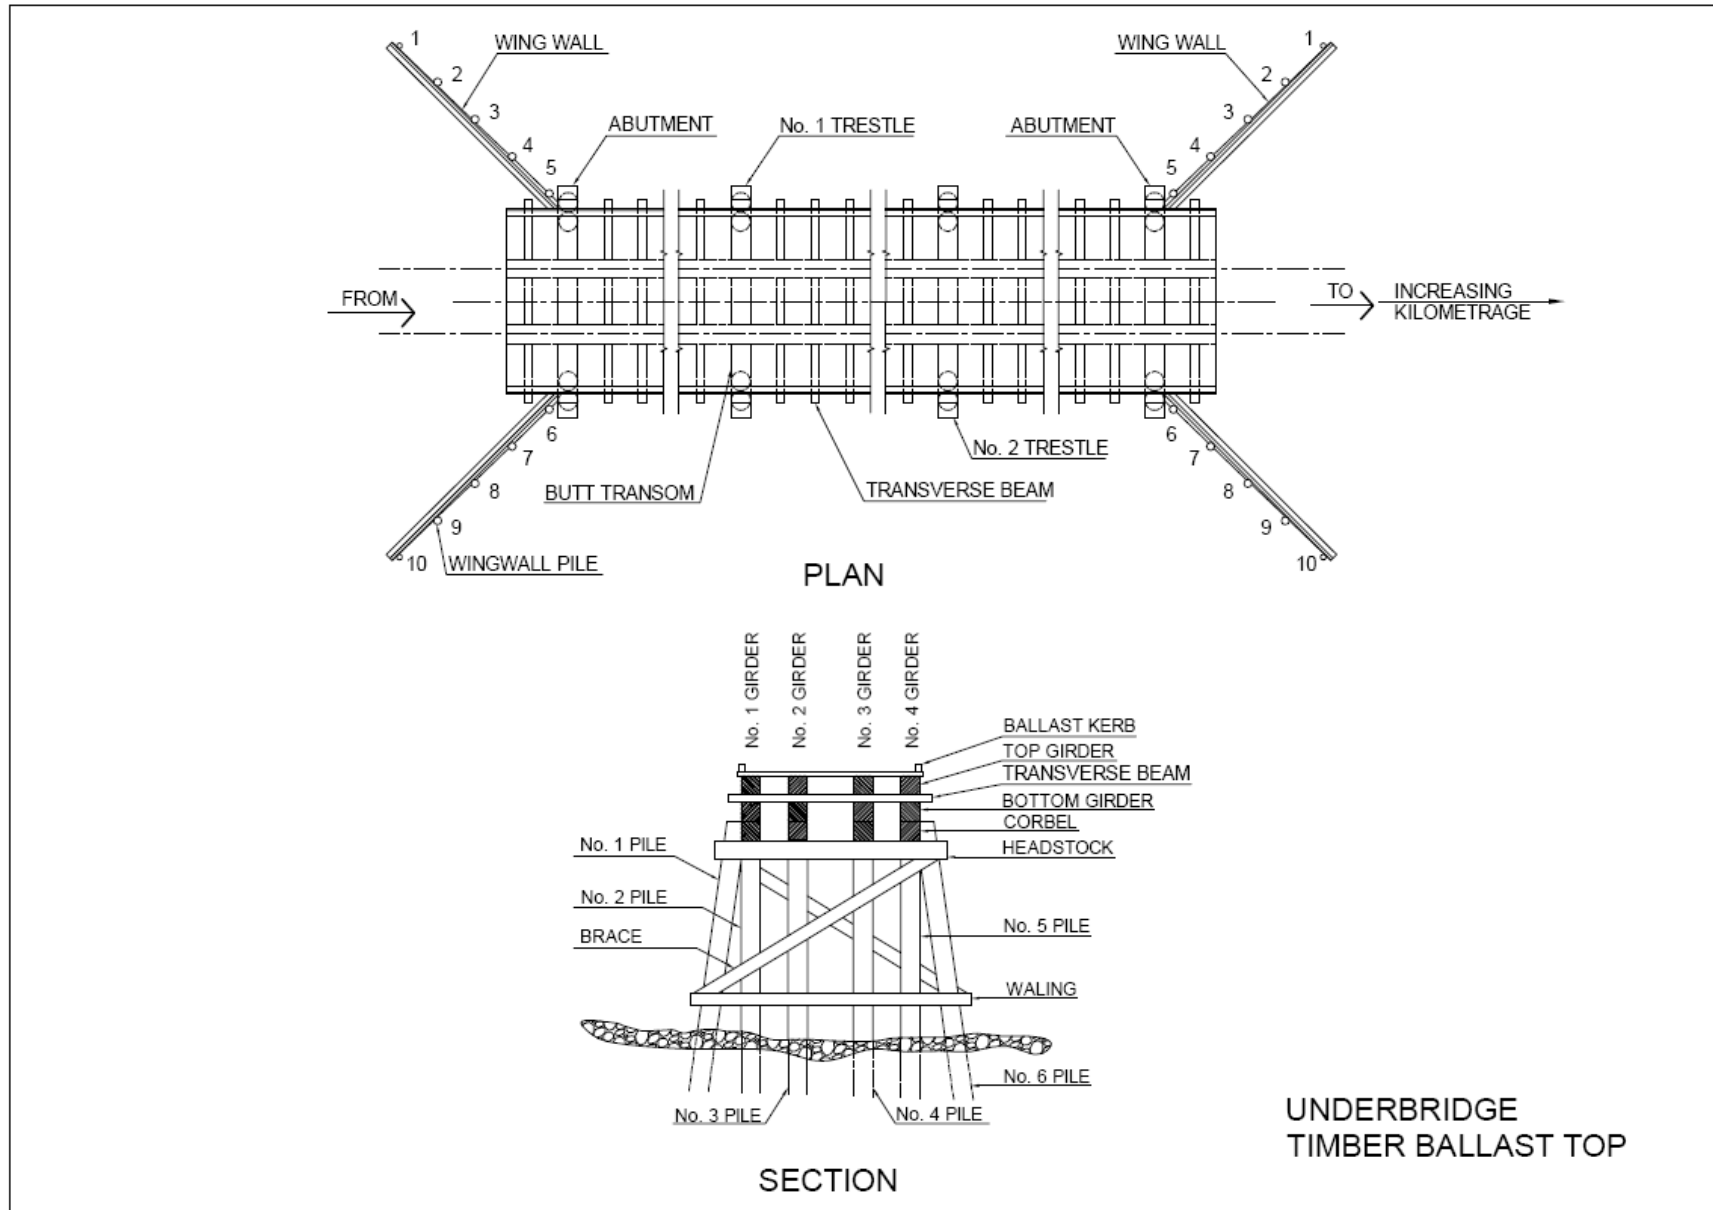 1
WING WALL
WING WALL
1
2
2
3
3
ABUTMENT
No. 1 TRESTLE
ABUTMENT
4
4
5
5
FROM
TO
INCREASING
KILOMETRAGE
6
6
7
No. 2 TRESTLE
7
8
BUTT TRANSOM
TRANSVERSE BEAM
8
9
9
10
WINGWALL PILE
10
PLAN
No. 1 GIRDER
No. 2 GIRDER
No. 3 GIRDER
No. 4 GIRDER
BALLAST KERB
TOP GIRDER
TRANSVERSE BEAM
BOTTOM GIRDER
CORBEL
No. 1 PILE
HEADSTOCK
No. 2 PILE
No. 5 PILE
BRACE
WALING
No. 6 PILE
No. 3 PILE
No. 4 PILE
UNDERBRIDGE
TIMBER BALLAST TOP
SECTION